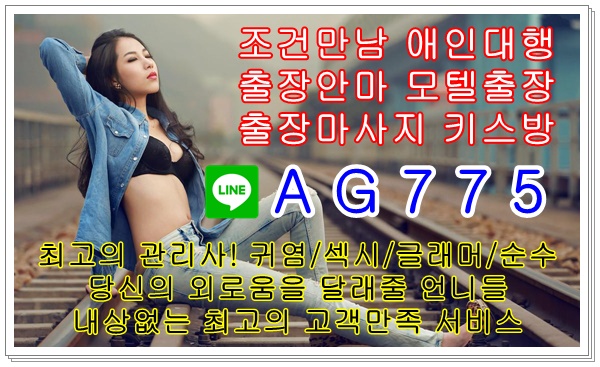 조건만남 애인대행
출장안마 모텔출장
출장마사지 키스방
LINE AG775
최고의 관리사! 귀염/섹시/글래머/순수
당신의 외로움을 달래줄 언니들
내상없는 최고의 고객만족 서비스